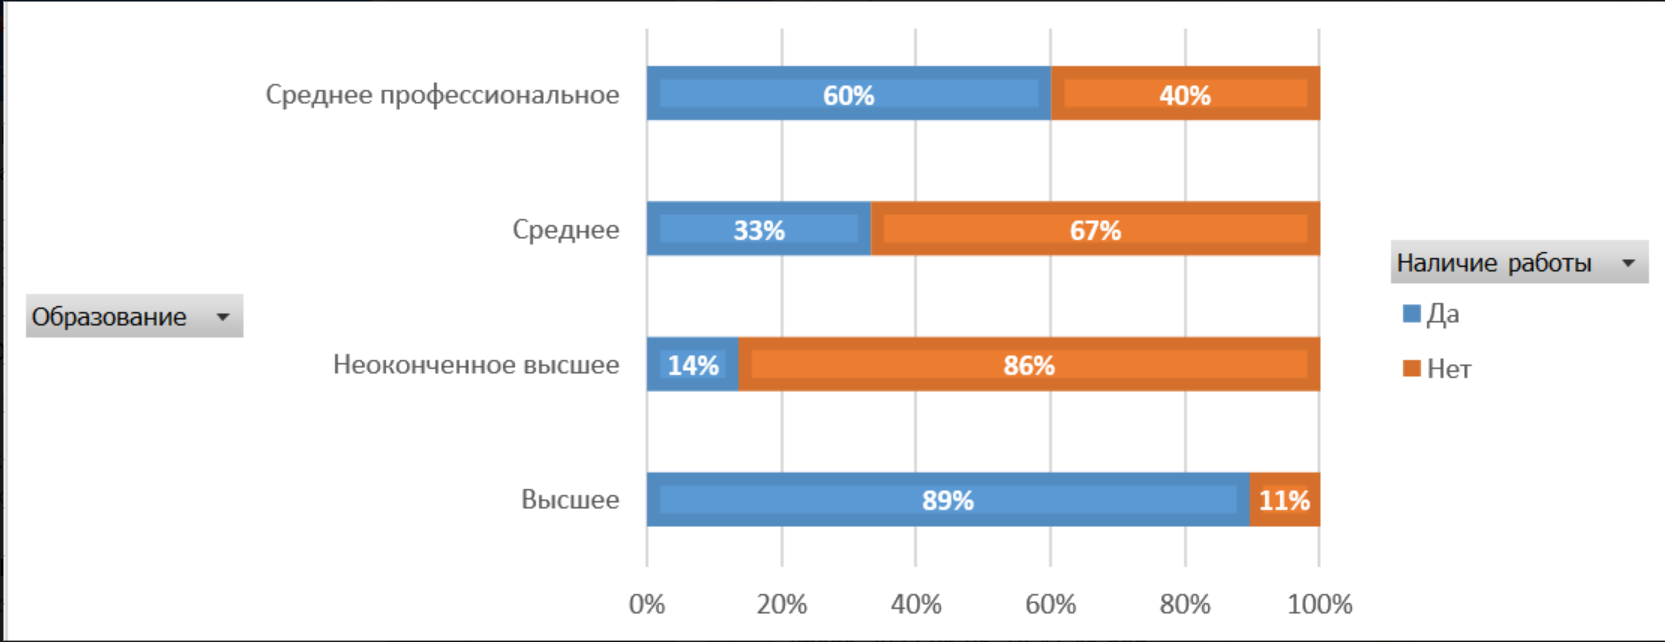 Среднее профессиональное 60% 40%
Среднее 33% 67%
Неоконченное высшее 14% 86%
Высшее 89% 11%
0% 20% 40% 60% 80% 100%
Образование
Наличие работы
Да
Нет